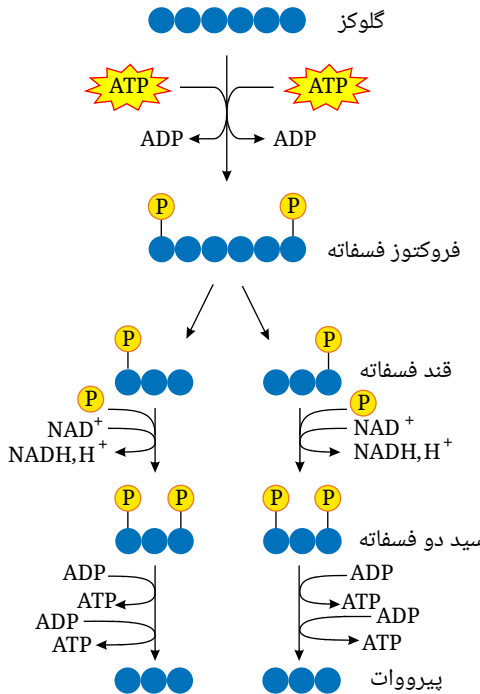 گلوکز
ATP
ATP
ADP
ADP
P
P
فروکتوز فسفاته
P
P
قند فسفاته
P
P
NAD+
NAD+
NADH,H+
NADH,H+
P
P
P
P
سید دو فسفاته
ADP
ADP
ATP
ATP
ADP
ADP
ATP
ATP
پیرووات